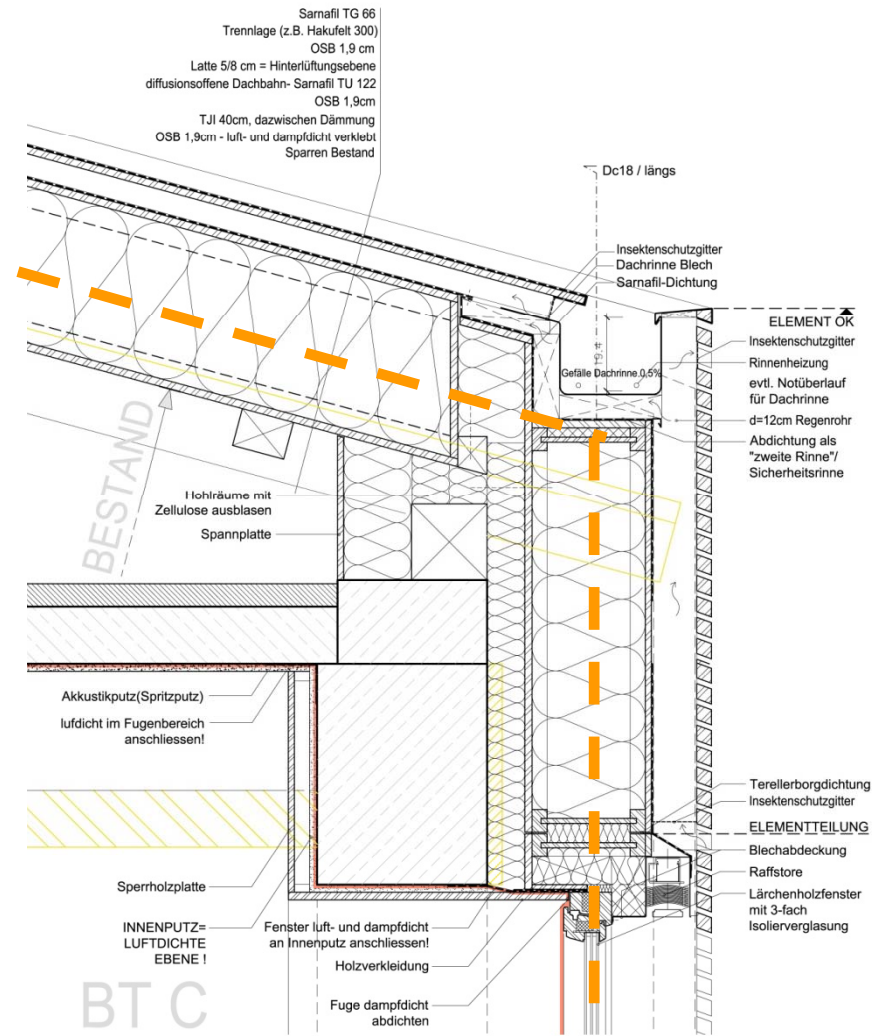 Sarnafil TG 66
Trennlage (z.B. Hakufelt 300)
OSB 1,9 cm
Latte 5/8 cm = Hinterlüftungsebene
diffusionsoffene Dachbahn- Sarnafil TU 122
OSB 1,9cm
TJI 40cm, dazwischen Dämmung
OSB 1,9cm - luft- und dampfdicht verklebt
Sparren Bestand
Dc18 / längs
Insektenschutzgitter
Dachrinne Blech
Sarnafil-Dichtung
ELEMENT OK
Insektenschutzgitter
Rinnenheizung
evtl. Notüberlauf
für Dachrinne
d=12cm Regenrohr
Abdichtung als
"zweite Rinne"/
Sicherheitsrinne
19,4
Gefälle Dachrinne 0,5%
BESTAND
Hohlräume mit
Zellulose ausblasen
Spannplatte
Akkustikputz(Spritzputz)
lufdicht im Fugenbereich
anschliessen!
Terellerborgdichtung
Insektenschutzgitter
ELEMENTTEILUNG
Blechabdeckung
Raffstore
Lärchenholzfenster
mit 3-fach
Isolierverglasung
Sperrholzplatte
INNENPUTZ=
LUFTDICHTE
EBENE !
Fenster luft- und dampfdicht
an Innenputz anschliessen!
Holzverkleidung
Fuge dampfdicht
abdichten
BT C